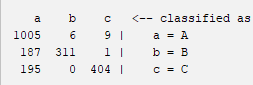 a b c <-- classified as
1005 6 9 | a = A
187 311 1 | b = B
195 0 404 | c = C